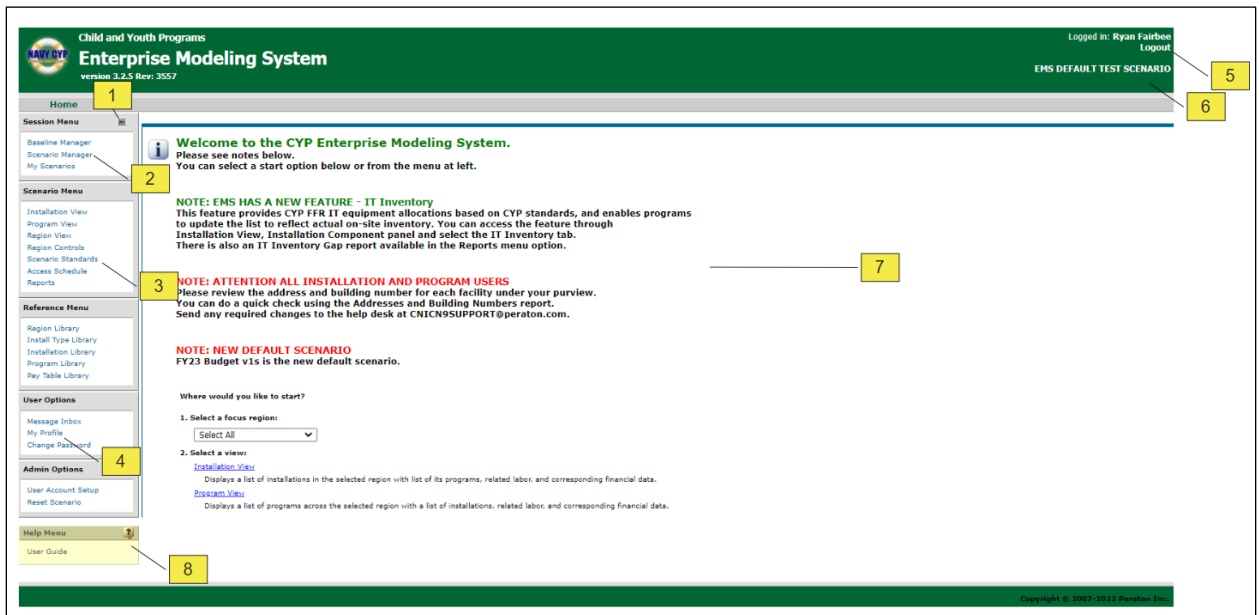 NAVY CYP
Child and Youth Programs
Enterprise Modeling System
version 3.2.5 Rev: 3557
Logged in: Ryan Fairbee
Logout
EMS DEFAULT TEST SCENARIO
5
6
Home
1
Session Menu
Baseline Manager
Scenario Manager
My Scenarios
2
Scenario Menu
Installation View
Program View
Region View
Region Controls
Scenario Standards
Access Schedule
Reports
3
Reference Menu
Region Library
Install Type Library
Installation Library
Program Library
Pay Table Library
User Options
Message Inbox
My Profile
Change Password
4
Admin Options
User Account Setup
Reset Scenario
Help Menu
User Guide
8
Welcome to the CYP Enterprise Modeling System.
Please see notes below.
You can select a start option below or from the menu at left.
NOTE: EMS HAS A NEW FEATURE - IT Inventory
This feature provides CYP FFR IT equipment allocations based on CYP standards, and enables programs
to update the list to reflect actual on-site inventory. You can access the feature through
Installation View, Installation Component panel and select the IT Inventory tab.
There is also an IT Inventory Gap report available in the Reports menu option.
7
NOTE: ATTENTION ALL INSTALLATION AND PROGRAM USERS
Please review the address and building number for each facility under your purview.
You can do a quick check using the Addresses and Building Numbers report.
Send any required changes to the help desk at CNICN9SUPPORT@peraton.com.
NOTE: NEW DEFAULT SCENARIO
FY23 Budget v1s is the new default scenario.
Where would you like to start?
1. Select a focus region:
Select All
2. Select a view:
Installation View
Displays a list of installations in the selected region with list of its programs, related labor, and corresponding financial data.
Program View
Displays a list of programs across the selected region with a list of installations, related labor, and corresponding financial data.
Copyright © 2007-2022 Peraton Inc.